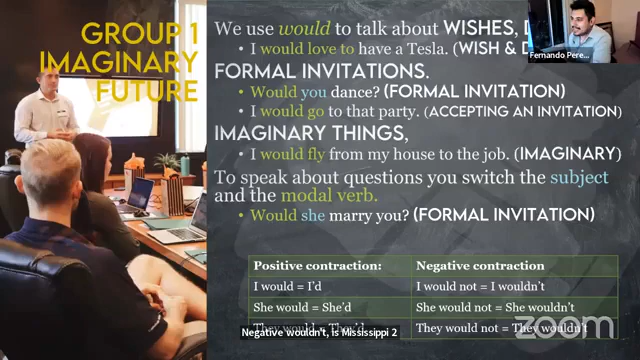 GROUP 1
IMAGINARY
FUTURE
We use would to talk about WISHES,
• I would love to have a Tesla. (WISH &
FORMAL INVITATIONS.
• Would you dance? (FORMAL INVITATION)
• I would go to that party. (ACCEPTING AN INVITATION)
IMAGINARY THINGS,
• I would fly from my house to the job. (IMAGINARY)
To speak about questions you switch the subject
and the modal verb.
• Would she marry you? (FORMAL INVITATION)
Positive contraction: Negative contraction
I would = I'd I would not = I wouldn't
She would = She'd She would not = She wouldn't
They would = They'd They would not = They wouldn't
Negative wouldn't, is Mississippi 2
zoom
Fernando Pere...